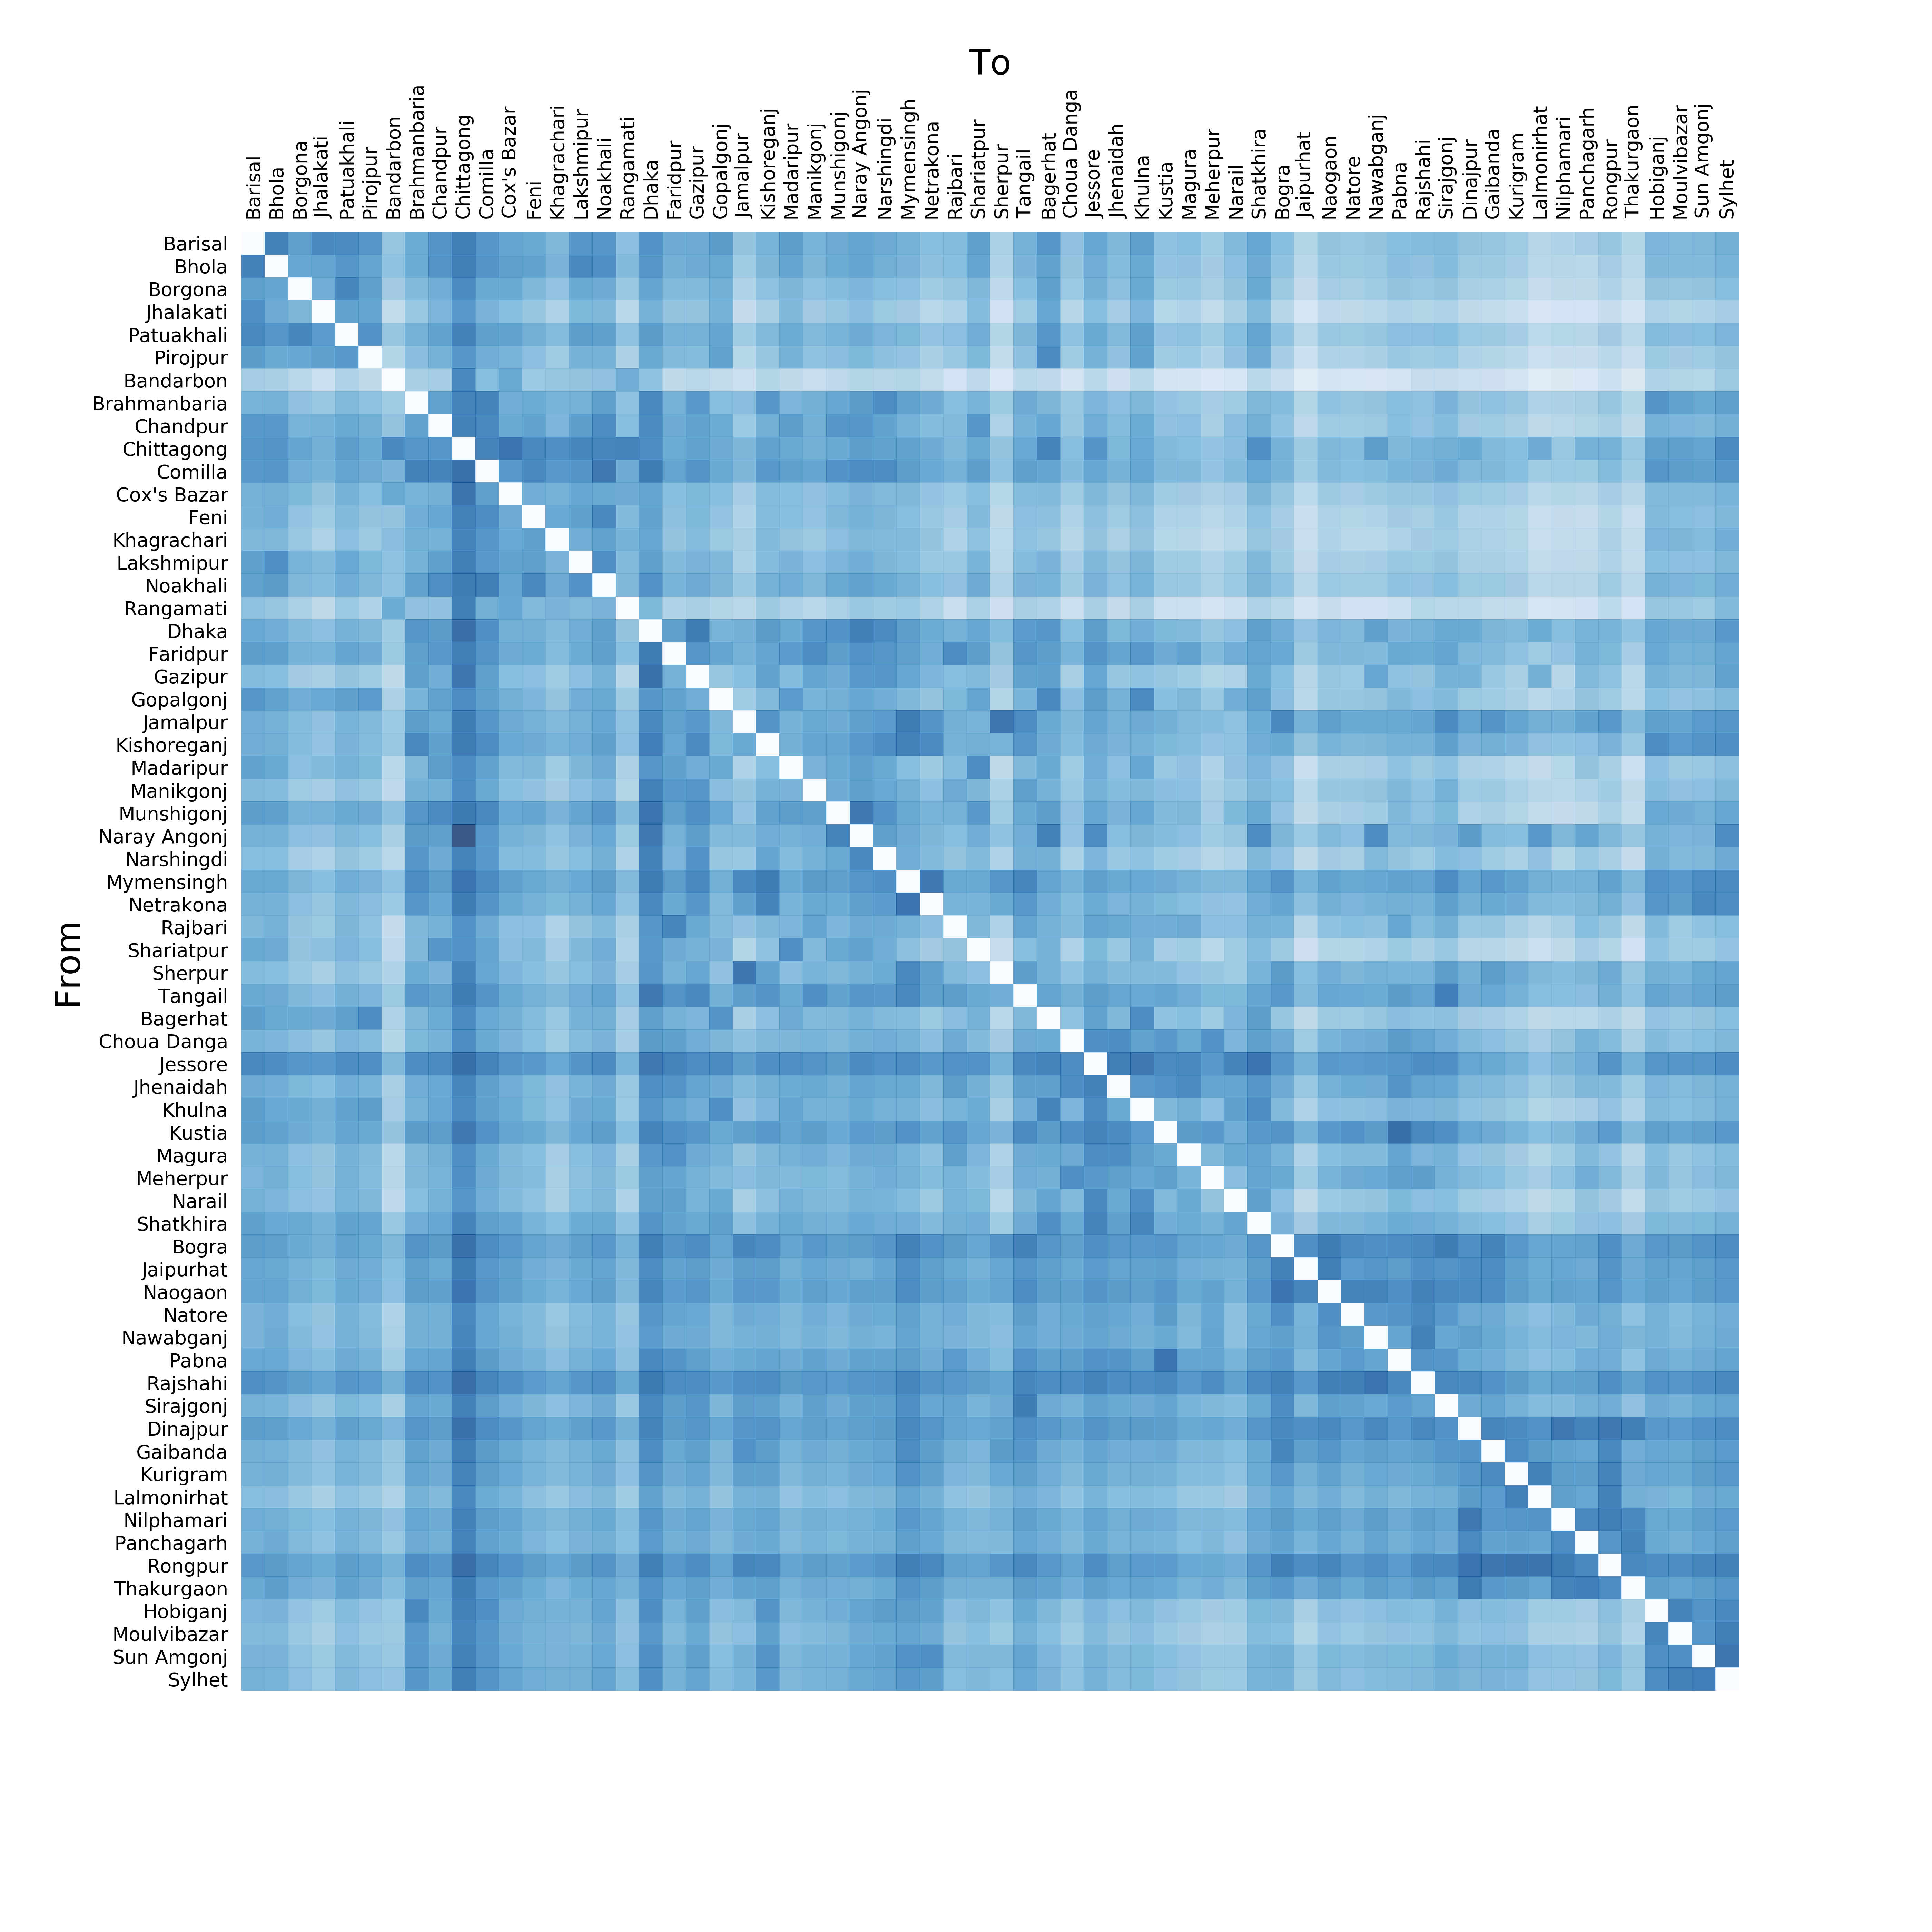 To
Barisal
Bhola
Borgona
Jhalakati
Patuakhali
Pirojpur
Bandarbon
Brahmanbaria
Chandpur
Chittagong
Comilla
Cox's Bazar
Feni
Khagrachari
Lakshmipur
Noakhali
Rangamati
Dhaka
Faridpur
Gazipur
Gopalgonj
Jamalpur
Kishoreganj
Madaripur
Manikgonj
Munshigonj
Naray Angonj
Narshingdi
Mymensingh
Netrakona
Rajbari
Shariatpur
Sherpur
Tangail
Bagerhat
Choua Danga
Jessore
Jhenaidah
Khulna
Kustia
Magura
Meherpur
Narail
Shatkhira
Bogra
Jaipurhat
Naogaon
Natore
Nawabganj
Pabna
Rajshahi
Sirajgonj
Dinajpur
Gaibanda
Kurigram
Lalmonirhat
Nilphamari
Panchagarh
Rongpur
Thakurgaon
Hobiganj
Moulvibazar
Sun Amgonj
Sylhet
From
Barisal
Bhola
Borgona
Jhalakati
Patuakhali
Pirojpur
Bandarbon
Brahmanbaria
Chandpur
Chittagong
Comilla
Cox's Bazar
Feni
Khagrachari
Lakshmipur
Noakhali
Rangamati
Dhaka
Faridpur
Gazipur
Gopalgonj
Jamalpur
Kishoreganj
Madaripur
Manikgonj
Munshigonj
Naray Angonj
Narshingdi
Mymensingh
Netrakona
Rajbari
Shariatpur
Sherpur
Tangail
Bagerhat
Choua Danga
Jessore
Jhenaidah
Khulna
Kustia
Magura
Meherpur
Narail
Shatkhira
Bogra
Jaipurhat
Naogaon
Natore
Nawabganj
Pabna
Rajshahi
Sirajgonj
Dinajpur
Gaibanda
Kurigram
Lalmonirhat
Nilphamari
Panchagarh
Rongpur
Thakurgaon
Hobiganj
Moulvibazar
Sun Amgonj
Sylhet